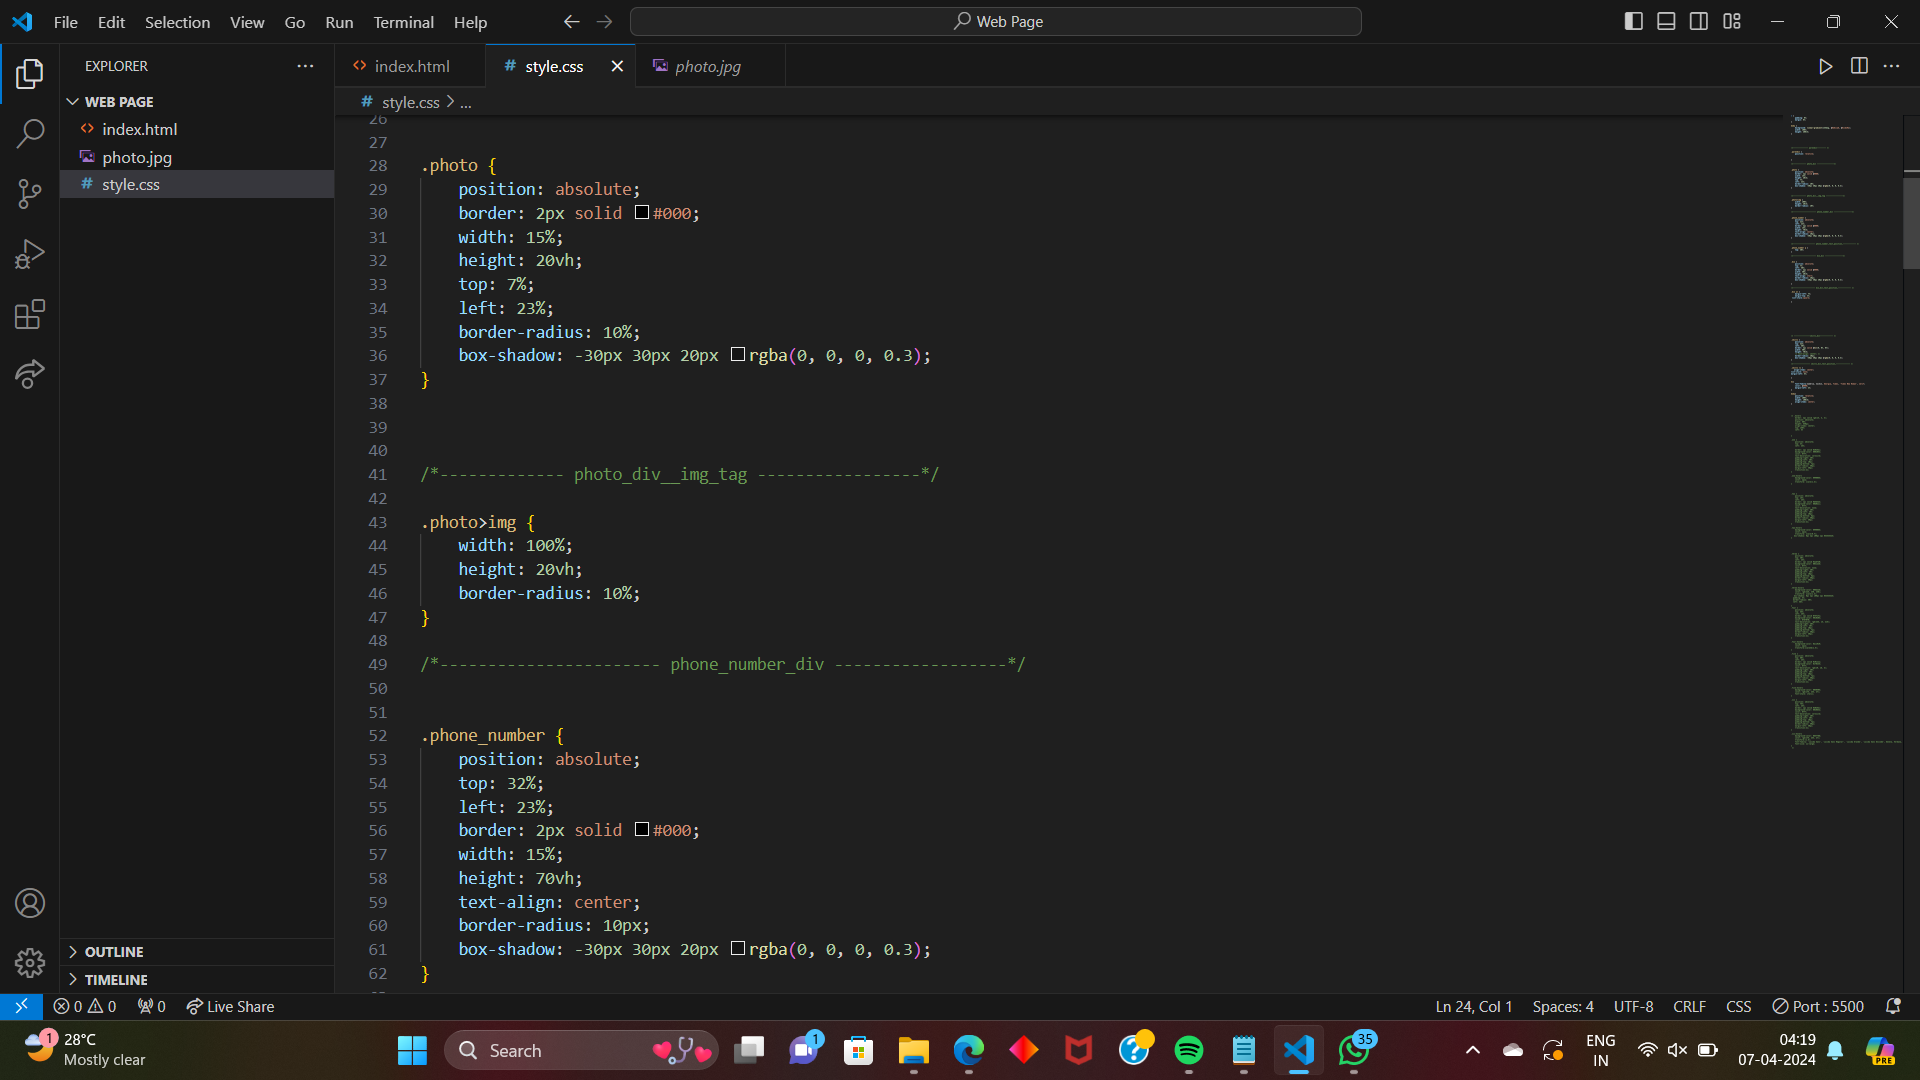 File Edit Selection View Go Run Terminal Help
Web Page
EXPLORER
WEB PAGE
index.html
photo.jpg
style.css
OUTLINE
TIMELINE
index.html
style.css
photo.jpg
# style.css > ...
26
27
28 .photo {
29 position: absolute;
30 border: 2px solid #000;
31 width: 15%;
32 height: 20vh;
33 top: 7%;
34 left: 23%;
35 border-radius: 10%;
36 box-shadow: -30px 30px 20px rgba(0, 0, 0, 0.3);
37 }
38
39
40
41 /*------------- photo_div__img_tag -----------------*/
42
43 .photo>img {
44 width: 100%;
45 height: 20vh;
46 border-radius: 10%;
47 }
48
49 /*----------------------- phone_number_div ------------------*/
50
51
52 .phone_number {
53 position: absolute;
54 top: 32%;
55 left: 23%;
56 border: 2px solid #000;
57 width: 15%;
58 height: 70vh;
59 text-align: center;
60 border-radius: 10px;
61 box-shadow: -30px 30px 20px rgba(0, 0, 0, 0.3);
62 }
0 0 0 Live Share
Ln 24, Col 1 Spaces: 4 UTF-8 CRLF CSS Port : 5500
1
28°C
Mostly clear
Search
1
35
ENG
IN
04:19
07-04-2024
PRE